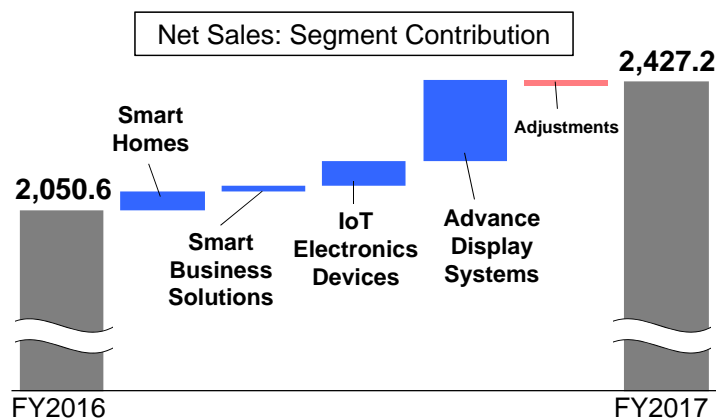 Net Sales: Segment Contribution
2,427.2
Smart
Homes
Adjustments
2,050.6
Smart
Business
Solutions
IoT
Electronics
Devices
Advance
Display
Systems
FY2016
FY2017